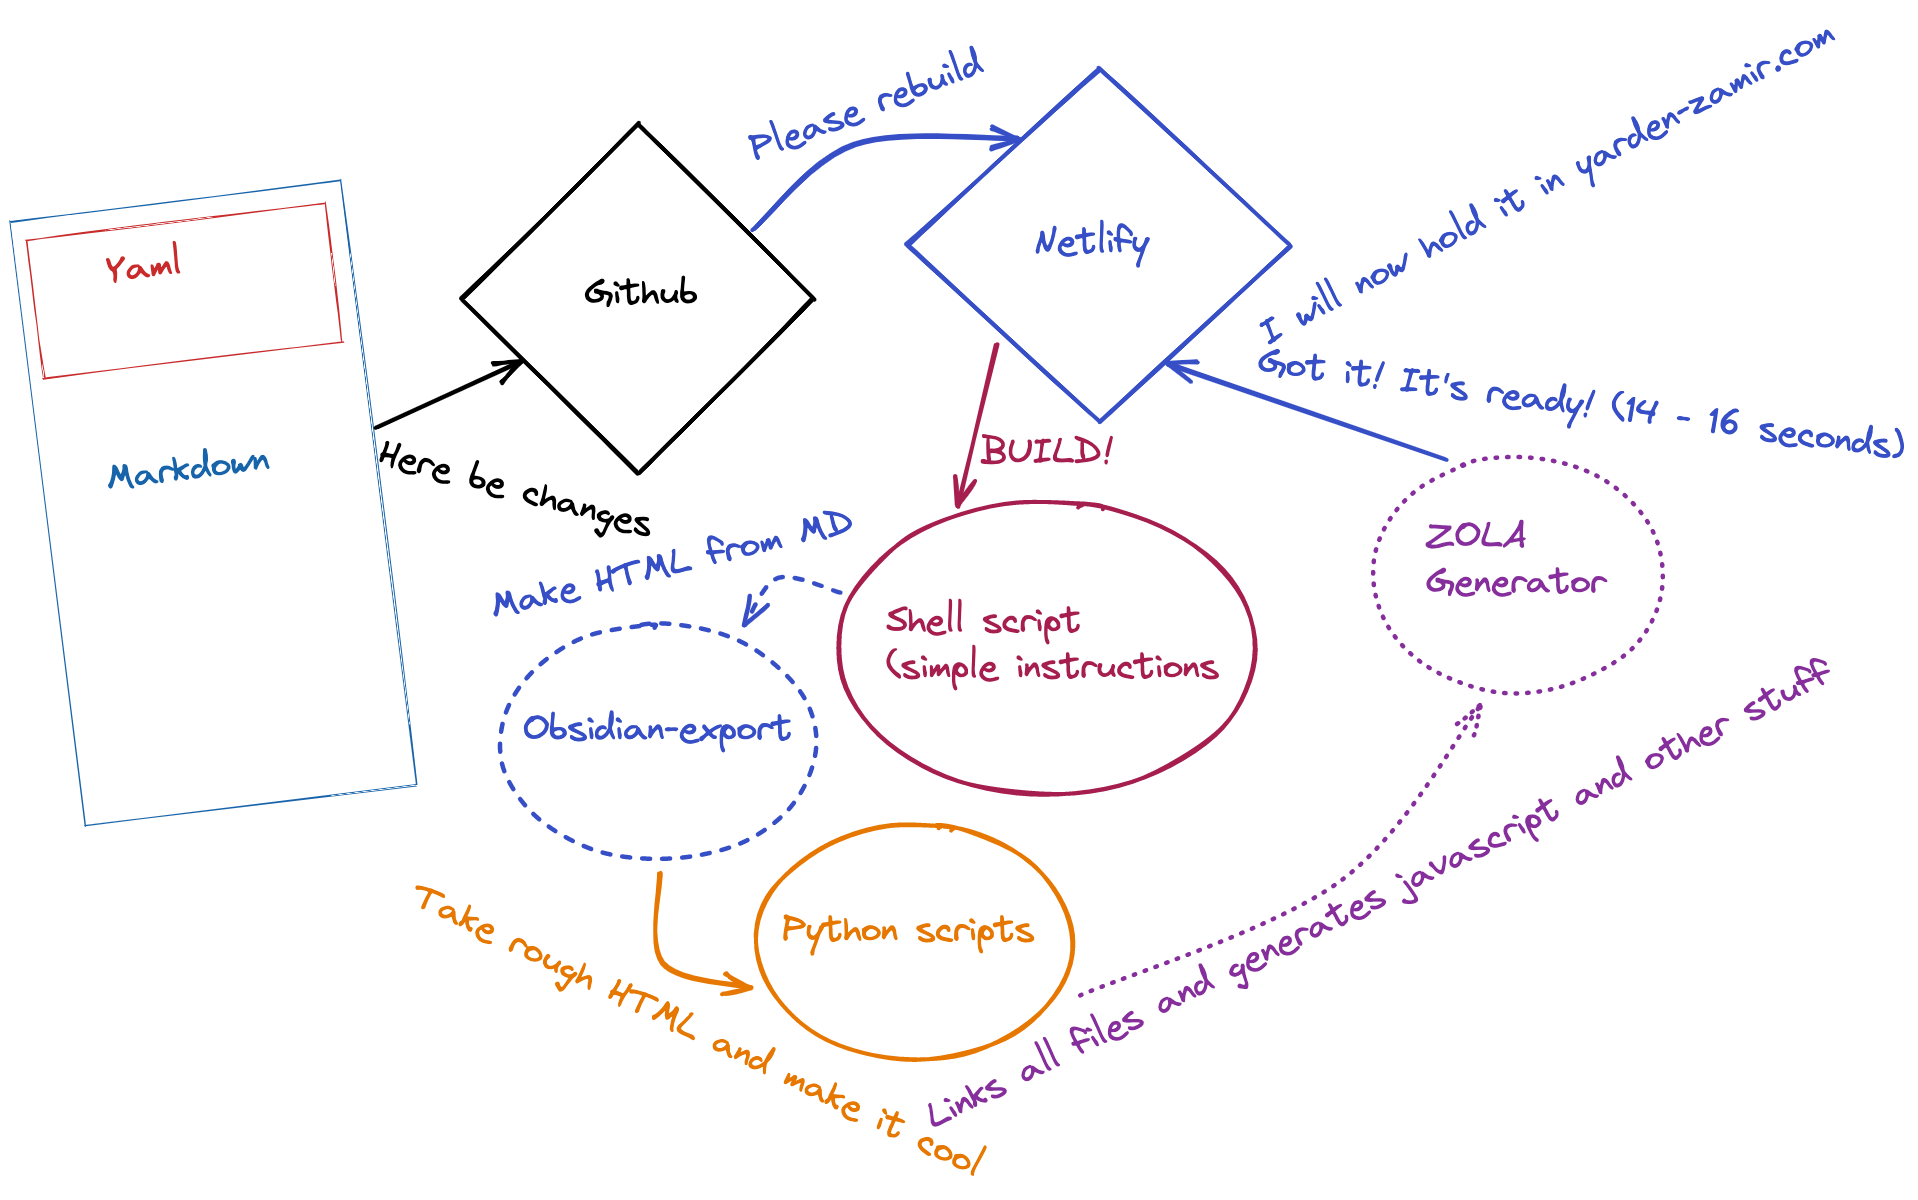 Yaml
Markdown
Here be changes
Github
Please rebuild
Netlify
BUILD!
Shell script
(simple instructions
Make HTML from MD
Obsidian-export
Take rough HTML and make it cool
Python scripts
Links all files and generates javascript and other stuff
ZOLA
Generator
I will now hold it in yarden-zamir.com
Got it! It's ready! (14 - 16 seconds)